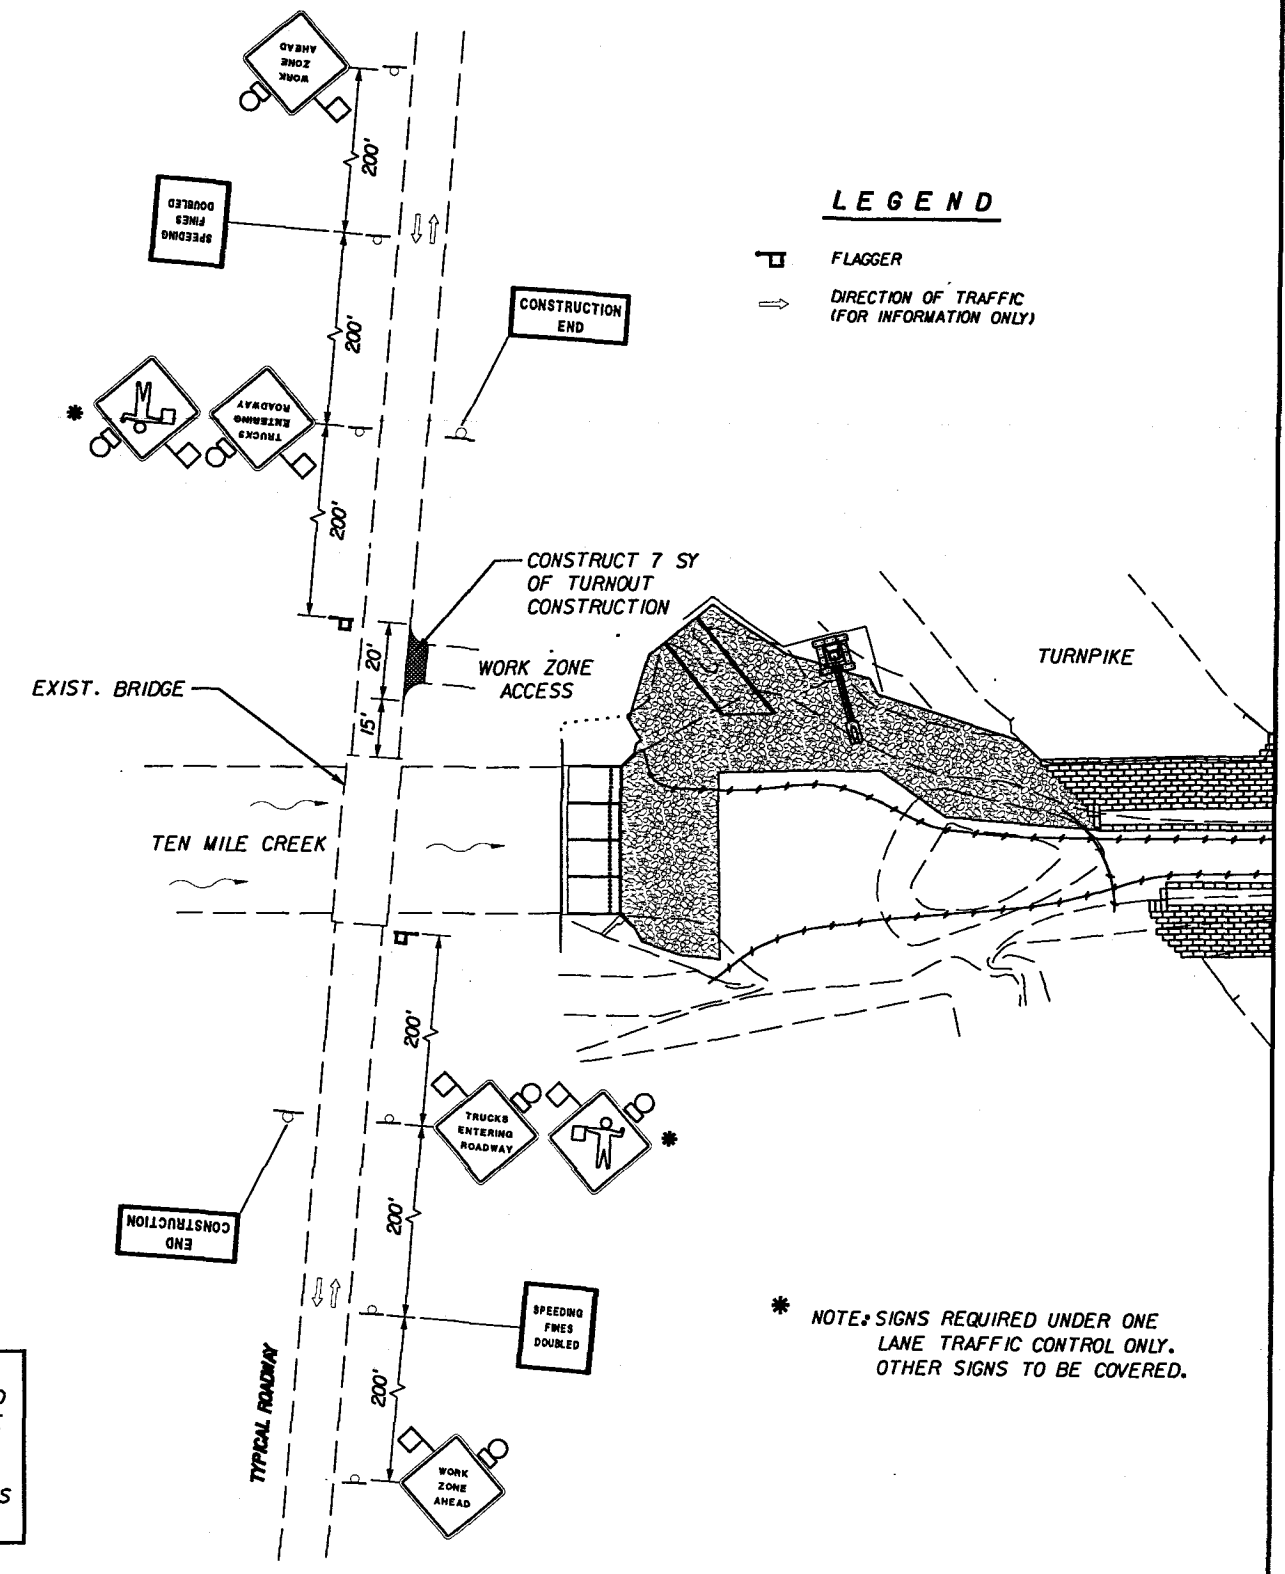 WORK
ZONE
AHEAD
200'
SPEEDING
FINES
DOUBLED
LEGEND
FLAGGER
DIRECTION OF TRAFFIC
(FOR INFORMATION ONLY)
CONSTRUCTION
END
200'
*
TRUCKS
ENTERING
ROADWAY
200'
CONSTRUCT 7 SY
OF TURNOUT
CONSTRUCTION
20'
WORK ZONE
ACCESS
TURNPIKE
EXIST. BRIDGE
15'
TEN MILE CREEK
200'
TRUCKS
ENTERING
ROADWAY
*
200'
END
CONSTRUCTION
SPEEDING
FINES
DOUBLED
* NOTE: SIGNS REQUIRED UNDER ONE
LANE TRAFFIC CONTROL ONLY.
OTHER SIGNS TO BE COVERED.
200'
TYPICAL ROADWAY
WORK
ZONE
AHEAD
S